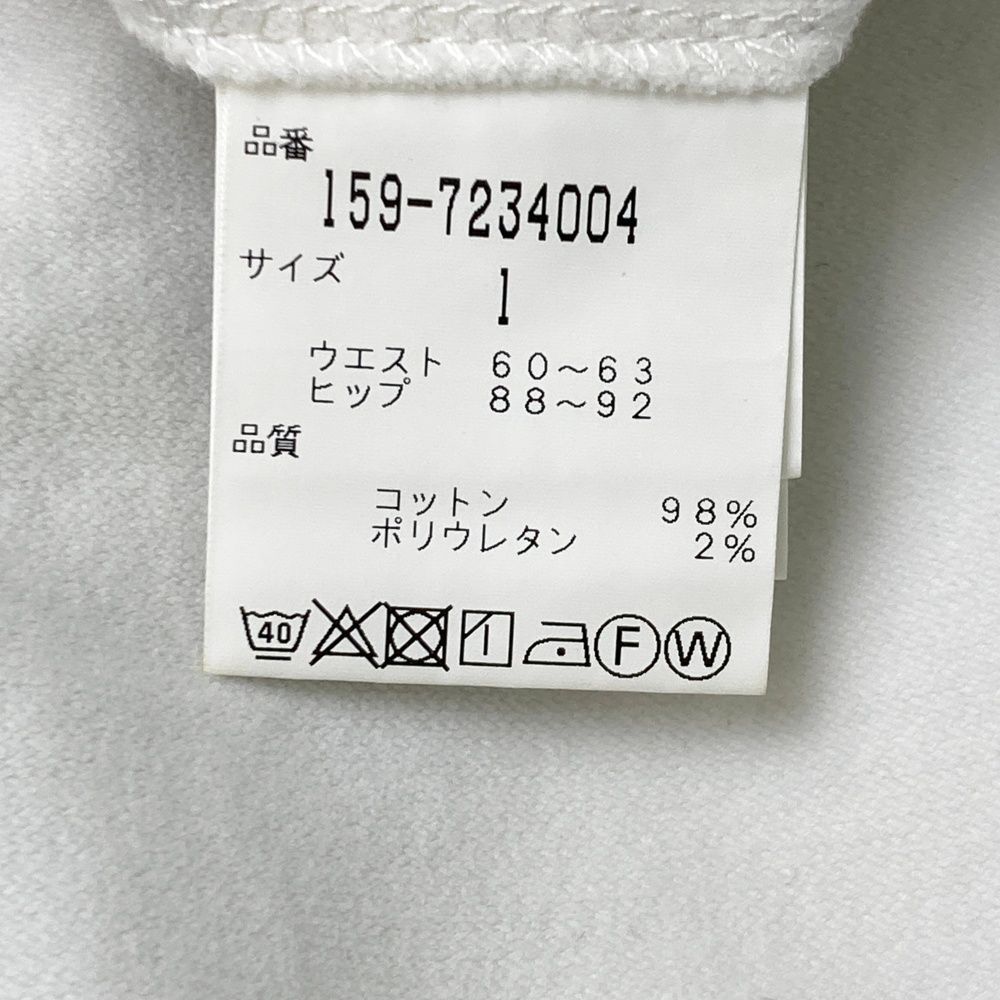 品番
159-7234004
サイズ
1
ウエスト 60～63
ヒップ 88～92
品質
コットン 98%
ポリウレタン 2%
40 F W